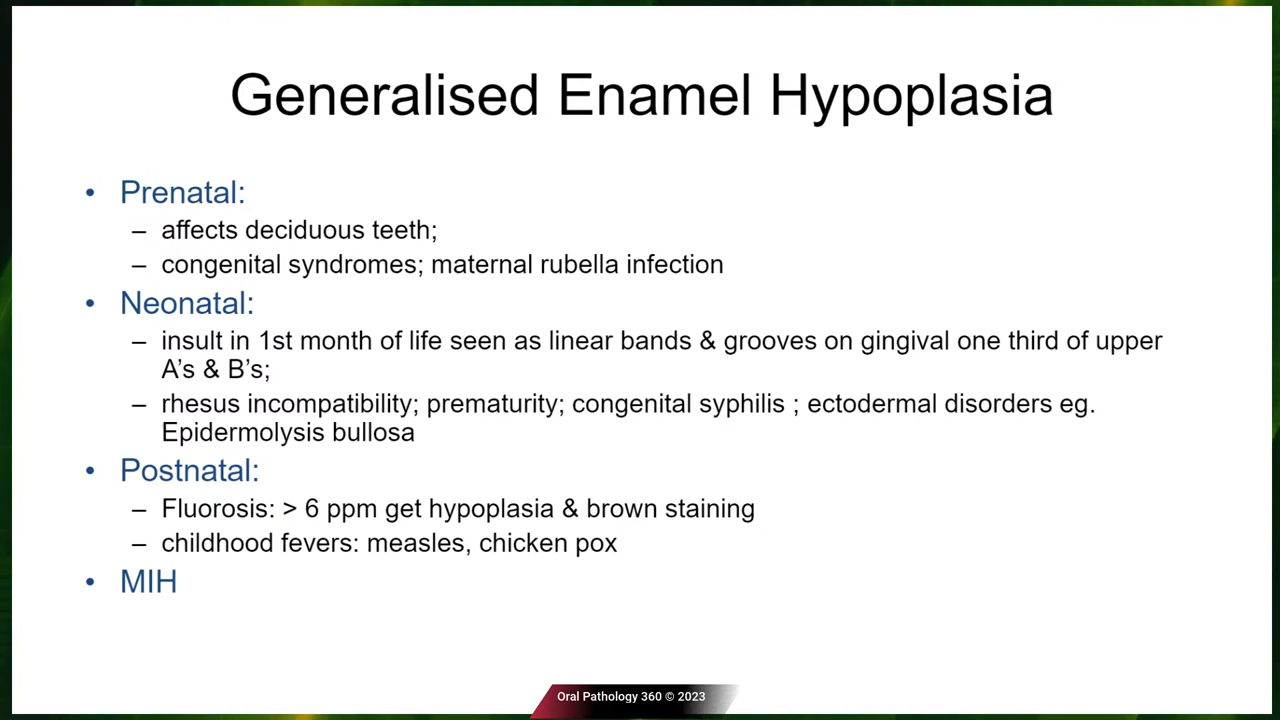 Generalised Enamel Hypoplasia
• Prenatal:
– affects deciduous teeth;
– congenital syndromes; maternal rubella infection
• Neonatal:
– insult in 1st month of life seen as linear bands & grooves on gingival one third of upper
A’s & B’s;
– rhesus incompatibility; prematurity; congenital syphilis ; ectodermal disorders eg.
Epidermolysis bullosa
• Postnatal:
– Fluorosis: > 6 ppm get hypoplasia & brown staining
– childhood fevers: measles, chicken pox
• MIH
Oral Pathology 360 © 2023